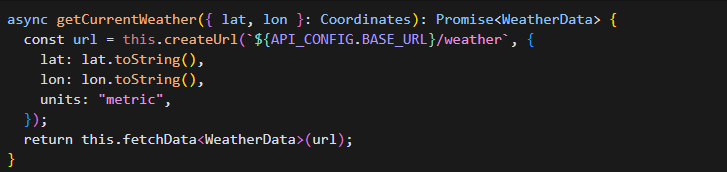 async getCurrentWeather({ lat, lon }: Coordinates): Promise<WeatherData> {
  const url = this.createUrl(`${API_CONFIG.BASE_URL}/weather`, {
    lat: lat.toString(),
    lon: lon.toString(),
    units: "metric",
  });
  return this.fetchData<WeatherData>(url);
}